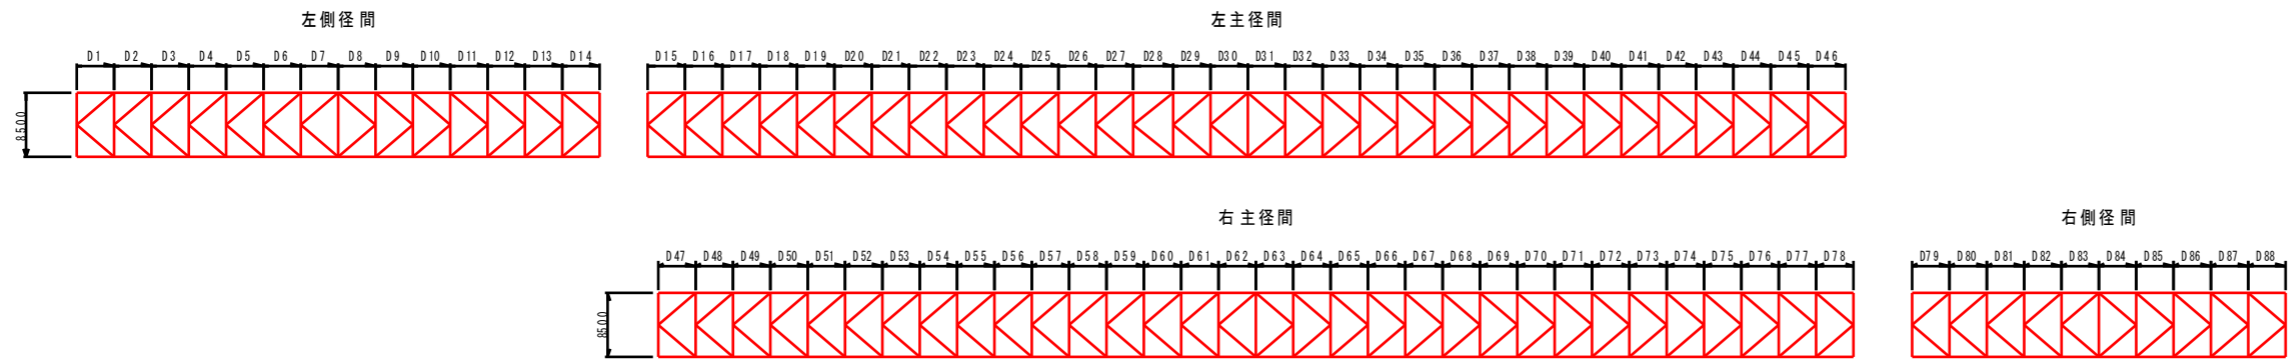 左側径間
左主径間
D1 D2 D3 D4 D5 D6 D7 D8 D9 D10 D11 D12 D13 D14
D15 D16 D17 D18 D19 D20 D21 D22 D23 D24 D25 D26 D27 D28 D29 D30 D31 D32 D33 D34 D35 D36 D37 D38 D39 D40 D41 D42 D43 D44 D45 D46
8500
右主径間
右側径間
D47 D48 D49 D50 D51 D52 D53 D54 D55 D56 D57 D58 D59 D60 D61 D62 D63 D64 D65 D66 D67 D68 D69 D70 D71 D72 D73 D74 D75 D76 D77 D78
D79 D80 D81 D82 D83 D84 D85 D86 D87 D88
8500